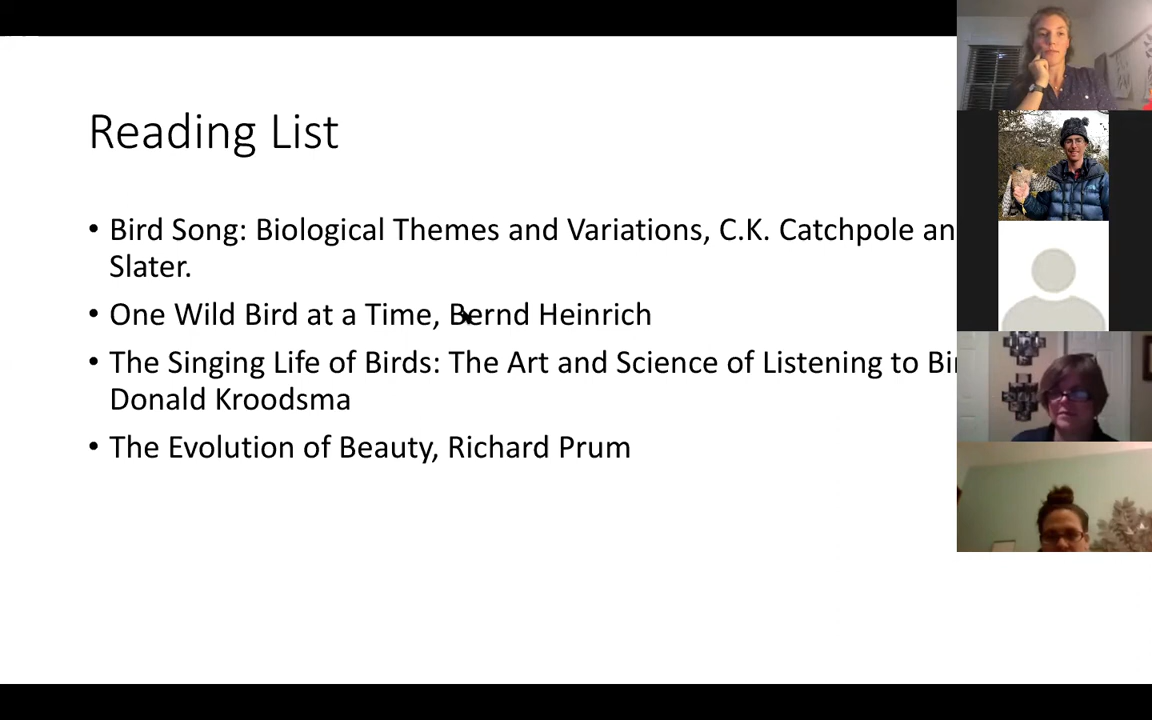 Reading List
• Bird Song: Biological Themes and Variations, C.K. Catchpole an
Slater.
• One Wild Bird at a Time, Bernd Heinrich
• The Singing Life of Birds: The Art and Science of Listening to
Donald Kroodsma
• The Evolution of Beauty, Richard Prum